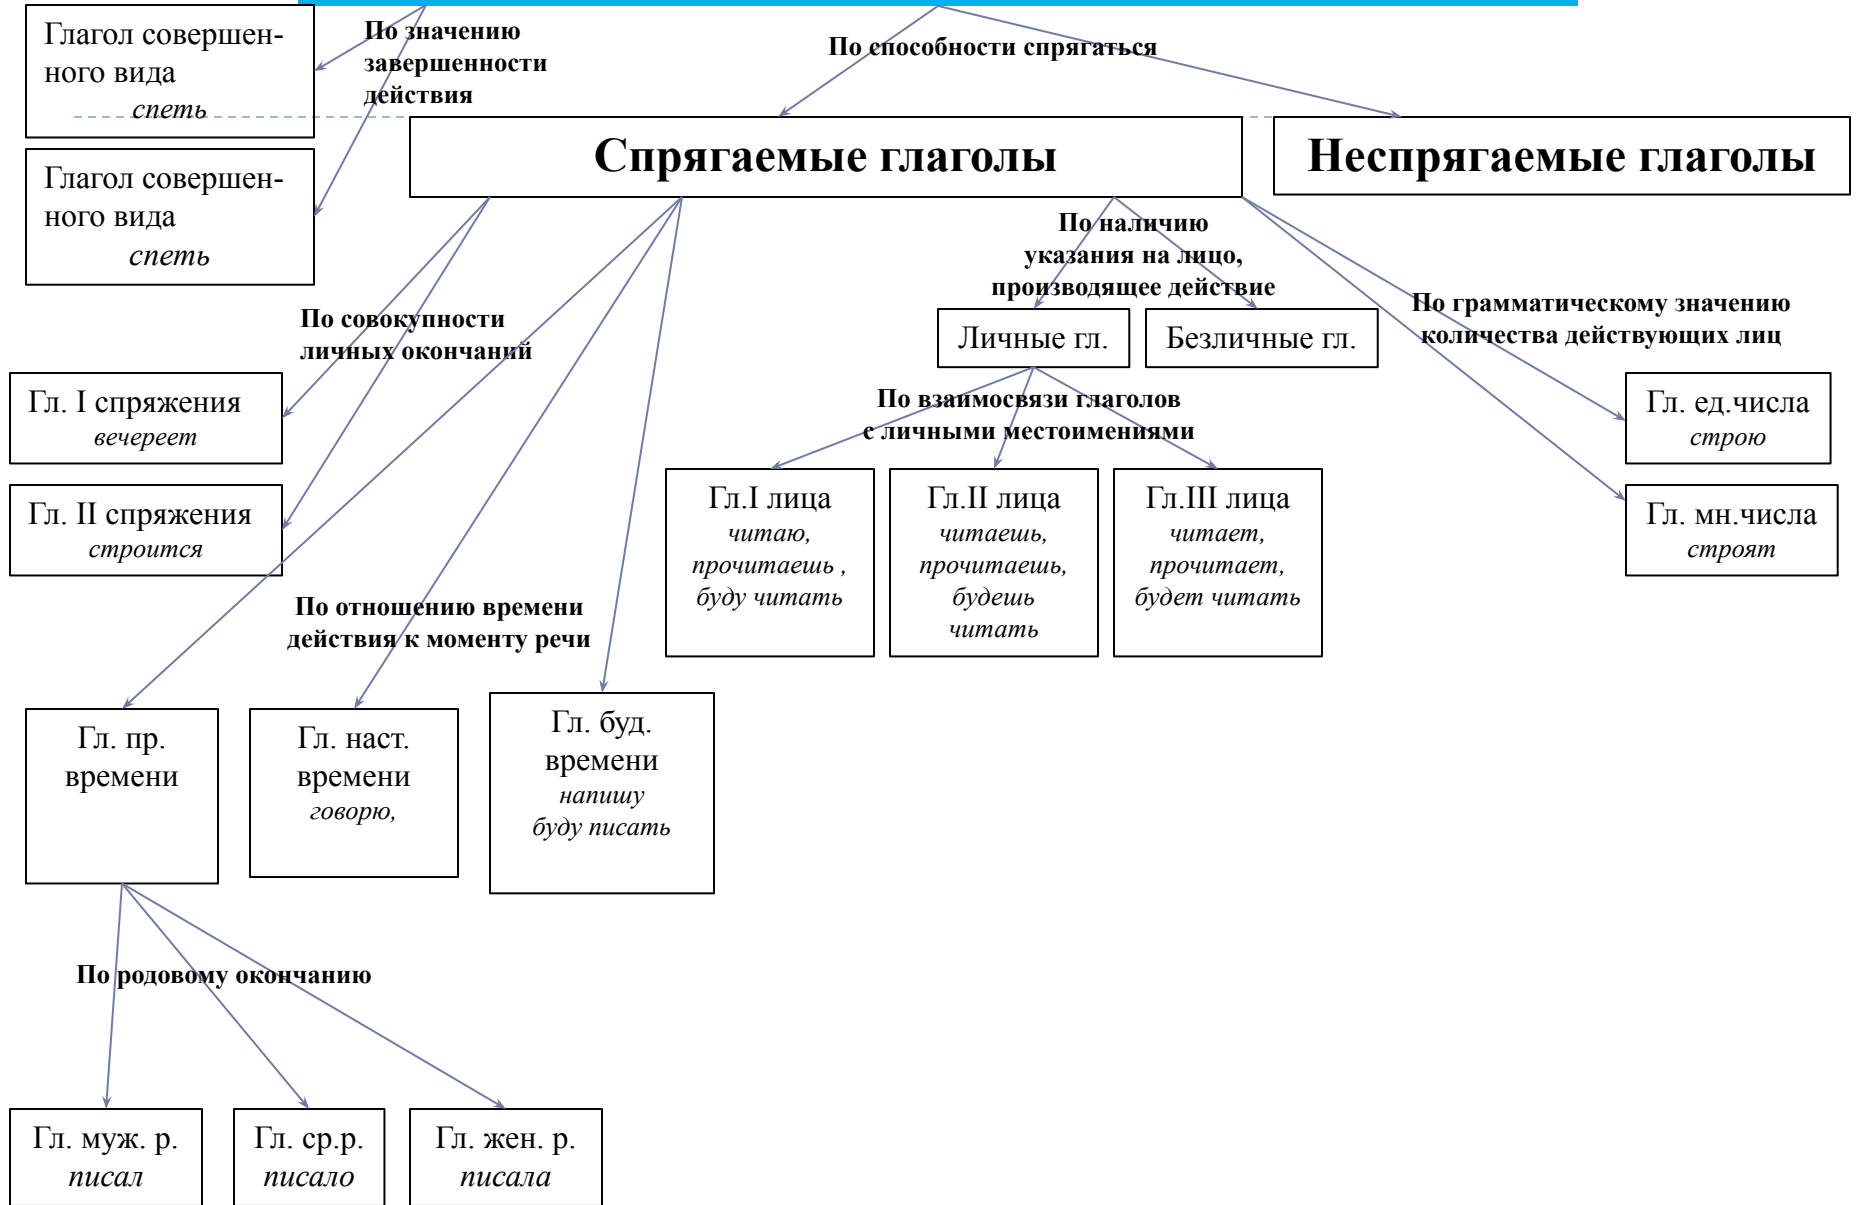 Глагол совершен-
ного вида
спеть
По значению
завершенности
действия
По способности спрягаться
Глагол совершен-
ного вида
спеть
Спрягаемые глаголы
Неспрягаемые глаголы
По совокупности
личных окончаний
По наличию
указания на лицо,
производящее действие
По грамматическому значению
количества действующих лиц
Личные гл.
Безличные гл.
Гл. I спряжения
вечереет
Гл. II спряжения
строится
По взаимосвязи глаголов
с личными местоимениями
Гл. ед.числа
строю
Гл. мн.числа
строят
Гл.I лица
читаю,
прочитаешь ,
буду читать
Гл.II лица
читаешь,
прочитаешь,
будешь
читать
Гл.III лица
читает,
прочитает,
будет читать
По отношению времени
действия к моменту речи
Гл. пр.
времени
Гл. наст.
времени
говорю,
Гл. буд.
времени
напишу
буду писать
По родовому окончанию
Гл. муж. р.
писал
Гл. ср.р.
писало
Гл. жен. р.
писала